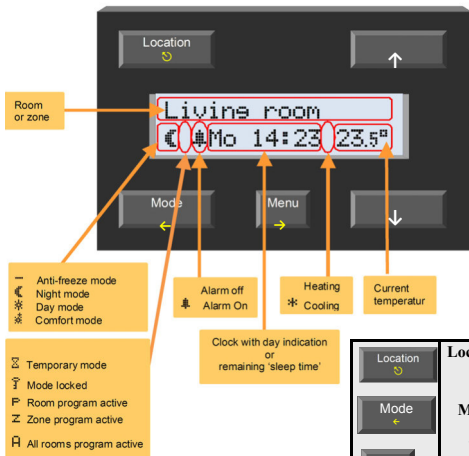 Location
Room
or zone
Living room
Mo 14:23 23.5°
Mode
Menu
– Anti-freeze mode
Night mode
Day mode
Comfort mode
Alarm off
Alarm On
Heating
Cooling
Current
temperatur
Clock with day indication
or
remaining 'sleep time'
Temporary mode
Mode locked
P Room program active
Z Zone program active
A All rooms program active
Location
Loc
Mode
M